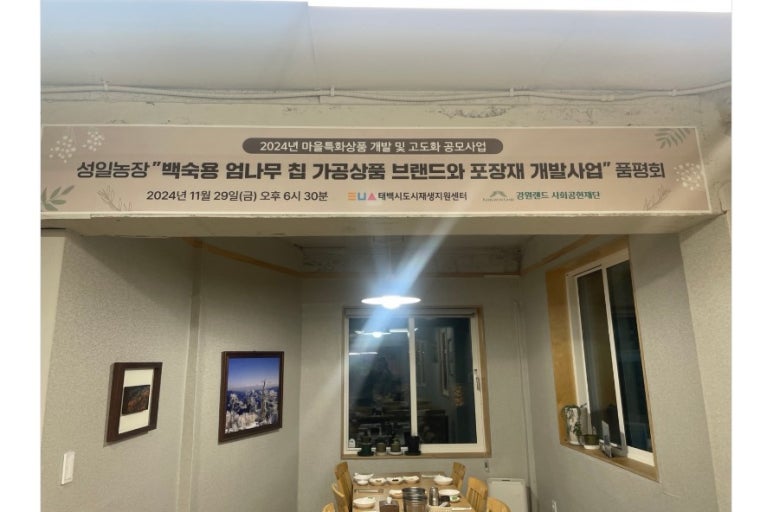 2024년 마을특화상품 개발 및 고도화 공모사업
성일농장 "백숙용 엄나무 칩 가공상품 브랜드와 포장재 개발사업" 품평회
2024년 11월 29일(금) 오후 6시 30분 태백시도시재생지원센터 강원랜드 사회공헌재단